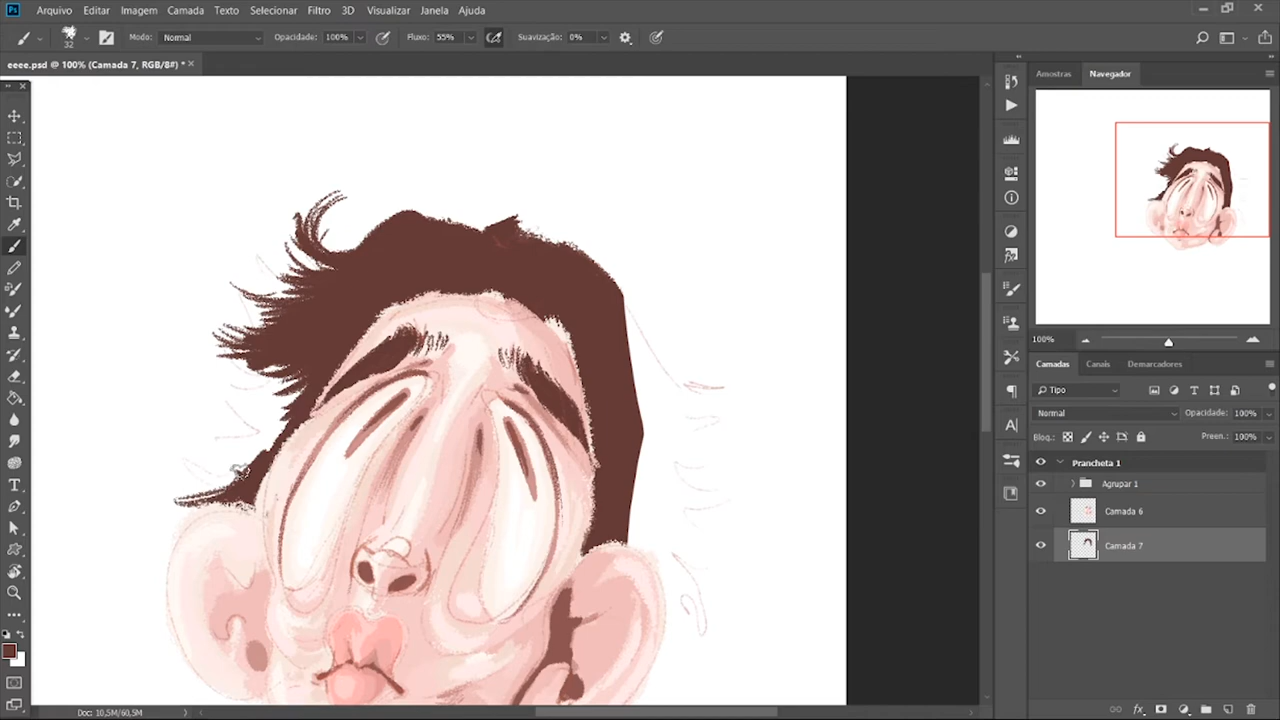 Ps Arquivo Editar Imagem Camada Texto Selecionar Filtro 3D Visualizar Janela Ajuda
32 Modo: Normal Opacidade: 100% Fluxo: 55% Suavização: 0%
eeee.psd @ 100% (Camada 7, RGB/8#) * ×
Amostras Navegador
100%
Camadas Canais Demarcadores
Tipo
Normal Opacidade: 100%
Bloq.: Preen.: 100%
Prancheta 1
Agrupar 1
Camada 6
Camada 7
Doc: 10,5M/60,5M